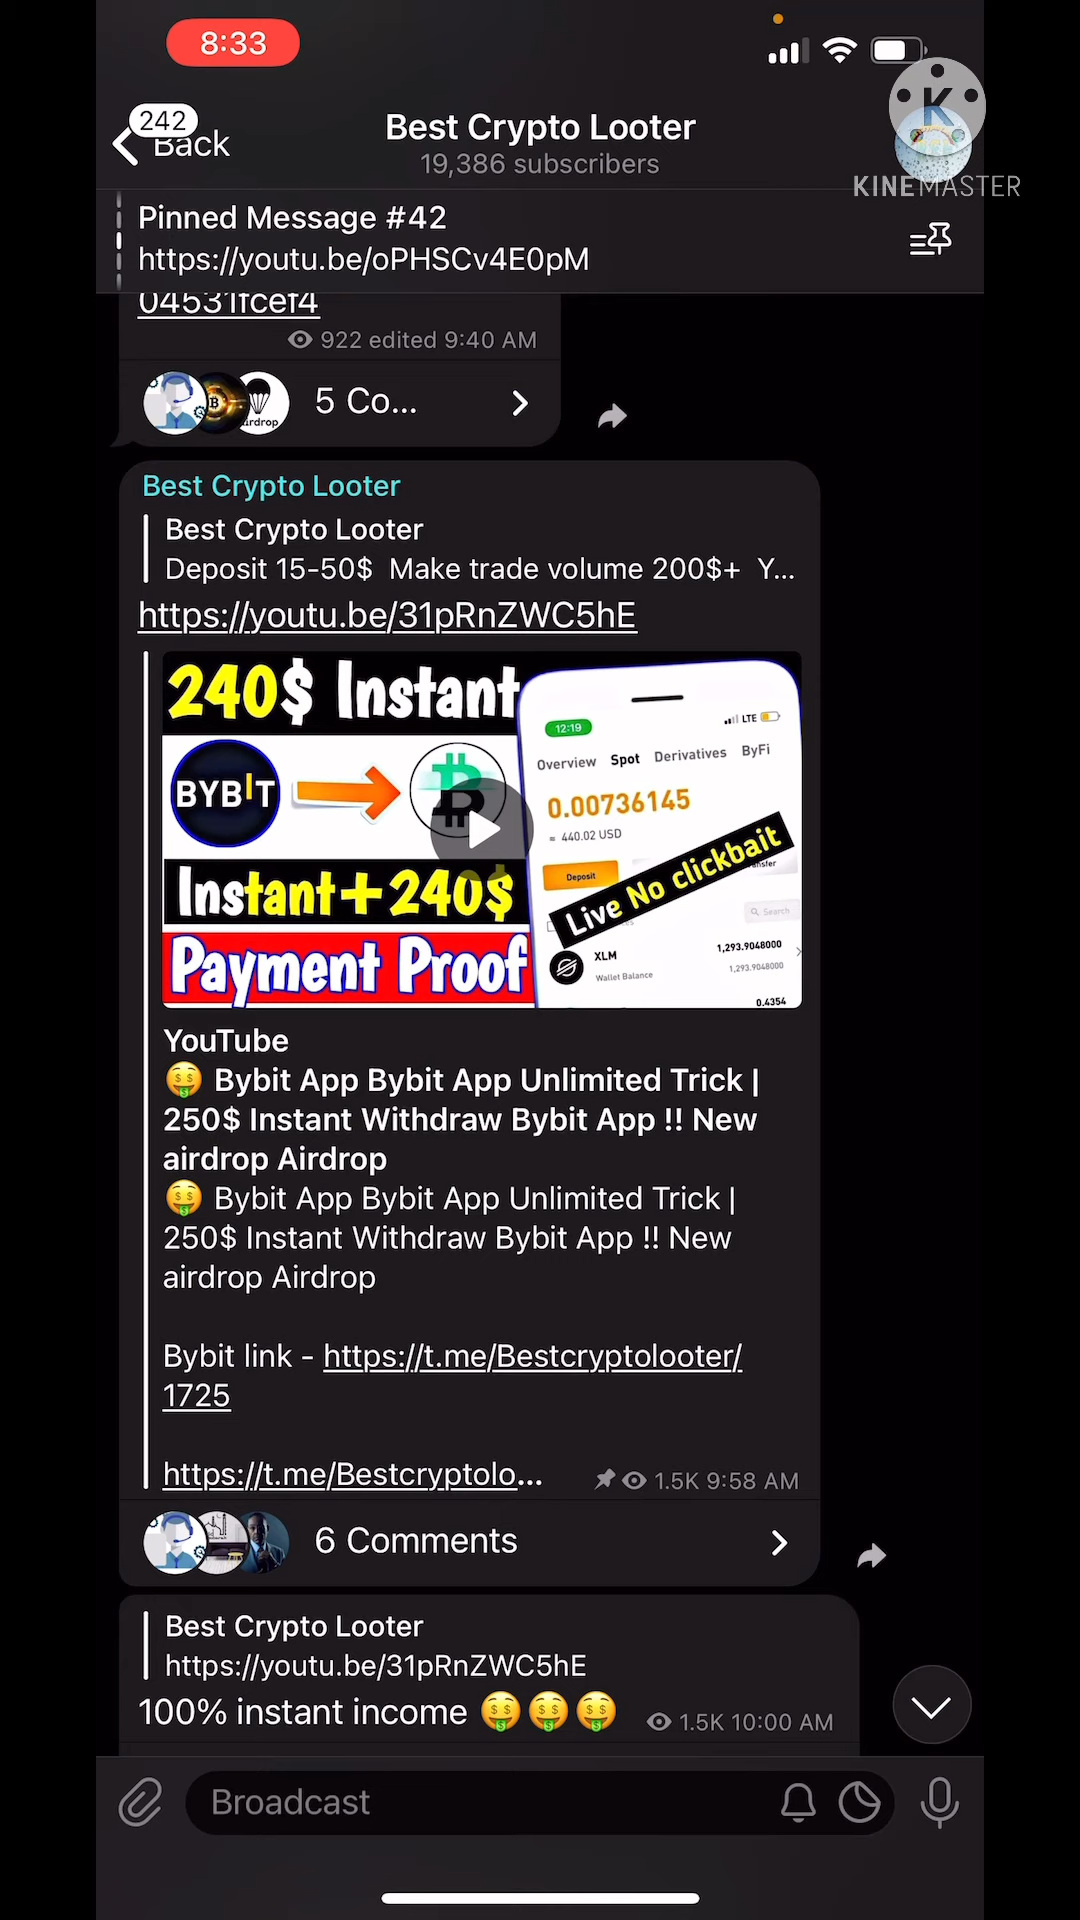 8:33
242
Back
Best Crypto Looter
19,386 subscribers
KINEMASTER
Pinned Message #42
https://youtu.be/oPHSCv4E0pM
04531fcef4
922 edited 9:40 AM
5 Co...
Best Crypto Looter
Best Crypto Looter
Deposit 15-50$ Make trade volume 200$+ Y...
https://youtu.be/31pRnZWC5hE
240$ Instant
BYBIT
Instant+240$
Payment Proof
12:19
LTE
Overview Spot Derivatives ByFi
0.00736145
≈ 440.02 USD
Deposit
Live No clickbait
Search
XLM
Wallet Balance
1,293.9048000
1,293.9048000
0.4354
YouTube
🤑 Bybit App Bybit App Unlimited Trick |
250$ Instant Withdraw Bybit App !! New
airdrop Airdrop
🤑 Bybit App Bybit App Unlimited Trick |
250$ Instant Withdraw Bybit App !! New
airdrop Airdrop
Bybit link - https://t.me/Bestcryptolooter/
1725
https://t.me/Bestcryptolo...
1.5K 9:58 AM
6 Comments
Best Crypto Looter
https://youtu.be/31pRnZWC5hE
100% instant income 🤑🤑🤑
1.5K 10:00 AM
Broadcast